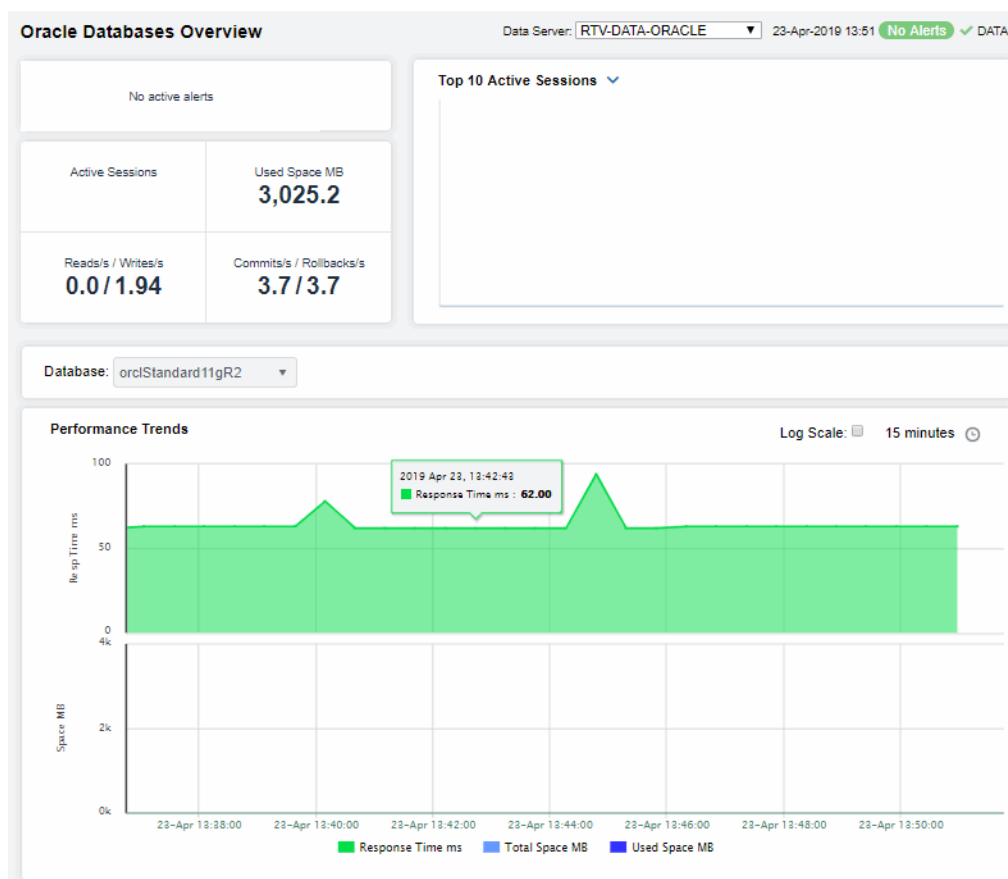 Oracle Databases Overview
Data Server: RTV-DATA-ORACLE 23-Apr-2019 13:51 No Alerts DATA
No active alerts
Top 10 Active Sessions
Active Sessions
Used Space MB
3,025.2
Reads/s / Writes/s
0.0 / 1.94
Commits/s / Rollbacks/s
3.7 / 3.7
Database: orclStandard11gR2
Performance Trends
Log Scale: 15 minutes
100
50
0
Resp Time ms
2019 Apr 23, 13:42:43
Response Time ms : 62.00
4k
2k
0k
Space MB
23-Apr 13:38:00 23-Apr 13:40:00 23-Apr 13:42:00 23-Apr 13:44:00 23-Apr 13:46:00 23-Apr 13:48:00 23-Apr 13:50:00
Response Time ms Total Space MB Used Space MB